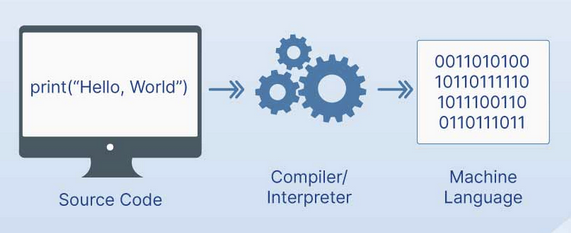 print(“Hello, World”)
Source Code
Compiler/
Interpreter
0011010100
10110111110
1011100110
0110111011
Machine
Language